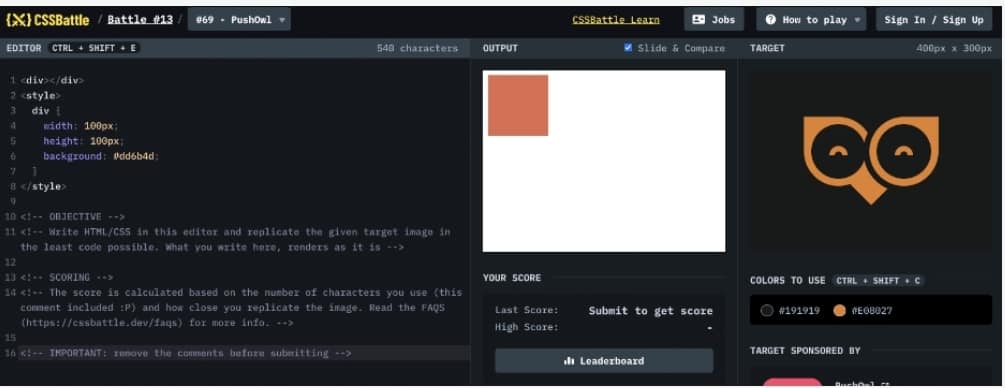 {X} CSSBattle / Battle #13 / #69 - PushOwl ▼ CSSBattle Learn Jobs How to play ▼ Sign In / Sign Up
EDITOR CTRL + SHIFT + E 540 characters
OUTPUT Slide & Compare
TARGET 400px x 300px
1 <div></div>
2 <style>
3 div {
4 width: 100px;
5 height: 100px;
6 background: #dd6b4d;
7 }
8 </style>
9
10 <!-- OBJECTIVE -->
11 <!-- Write HTML/CSS in this editor and replicate the given target image in
the least code possible. What you write here, renders as it is -->
12
13 <!-- SCORING -->
14 <!-- The score is calculated based on the number of characters you use (this
comment included :P) and how close you replicate the image. Read the FAQS
(https://cssbattle.dev/faqs) for more info. -->
15
16 <!-- IMPORTANT: remove the comments before submitting -->
YOUR SCORE
Last Score: Submit to get score
High Score: -
Leaderboard
COLORS TO USE CTRL + SHIFT + C
#191919 #E08027
TARGET SPONSORED BY
PushOwl